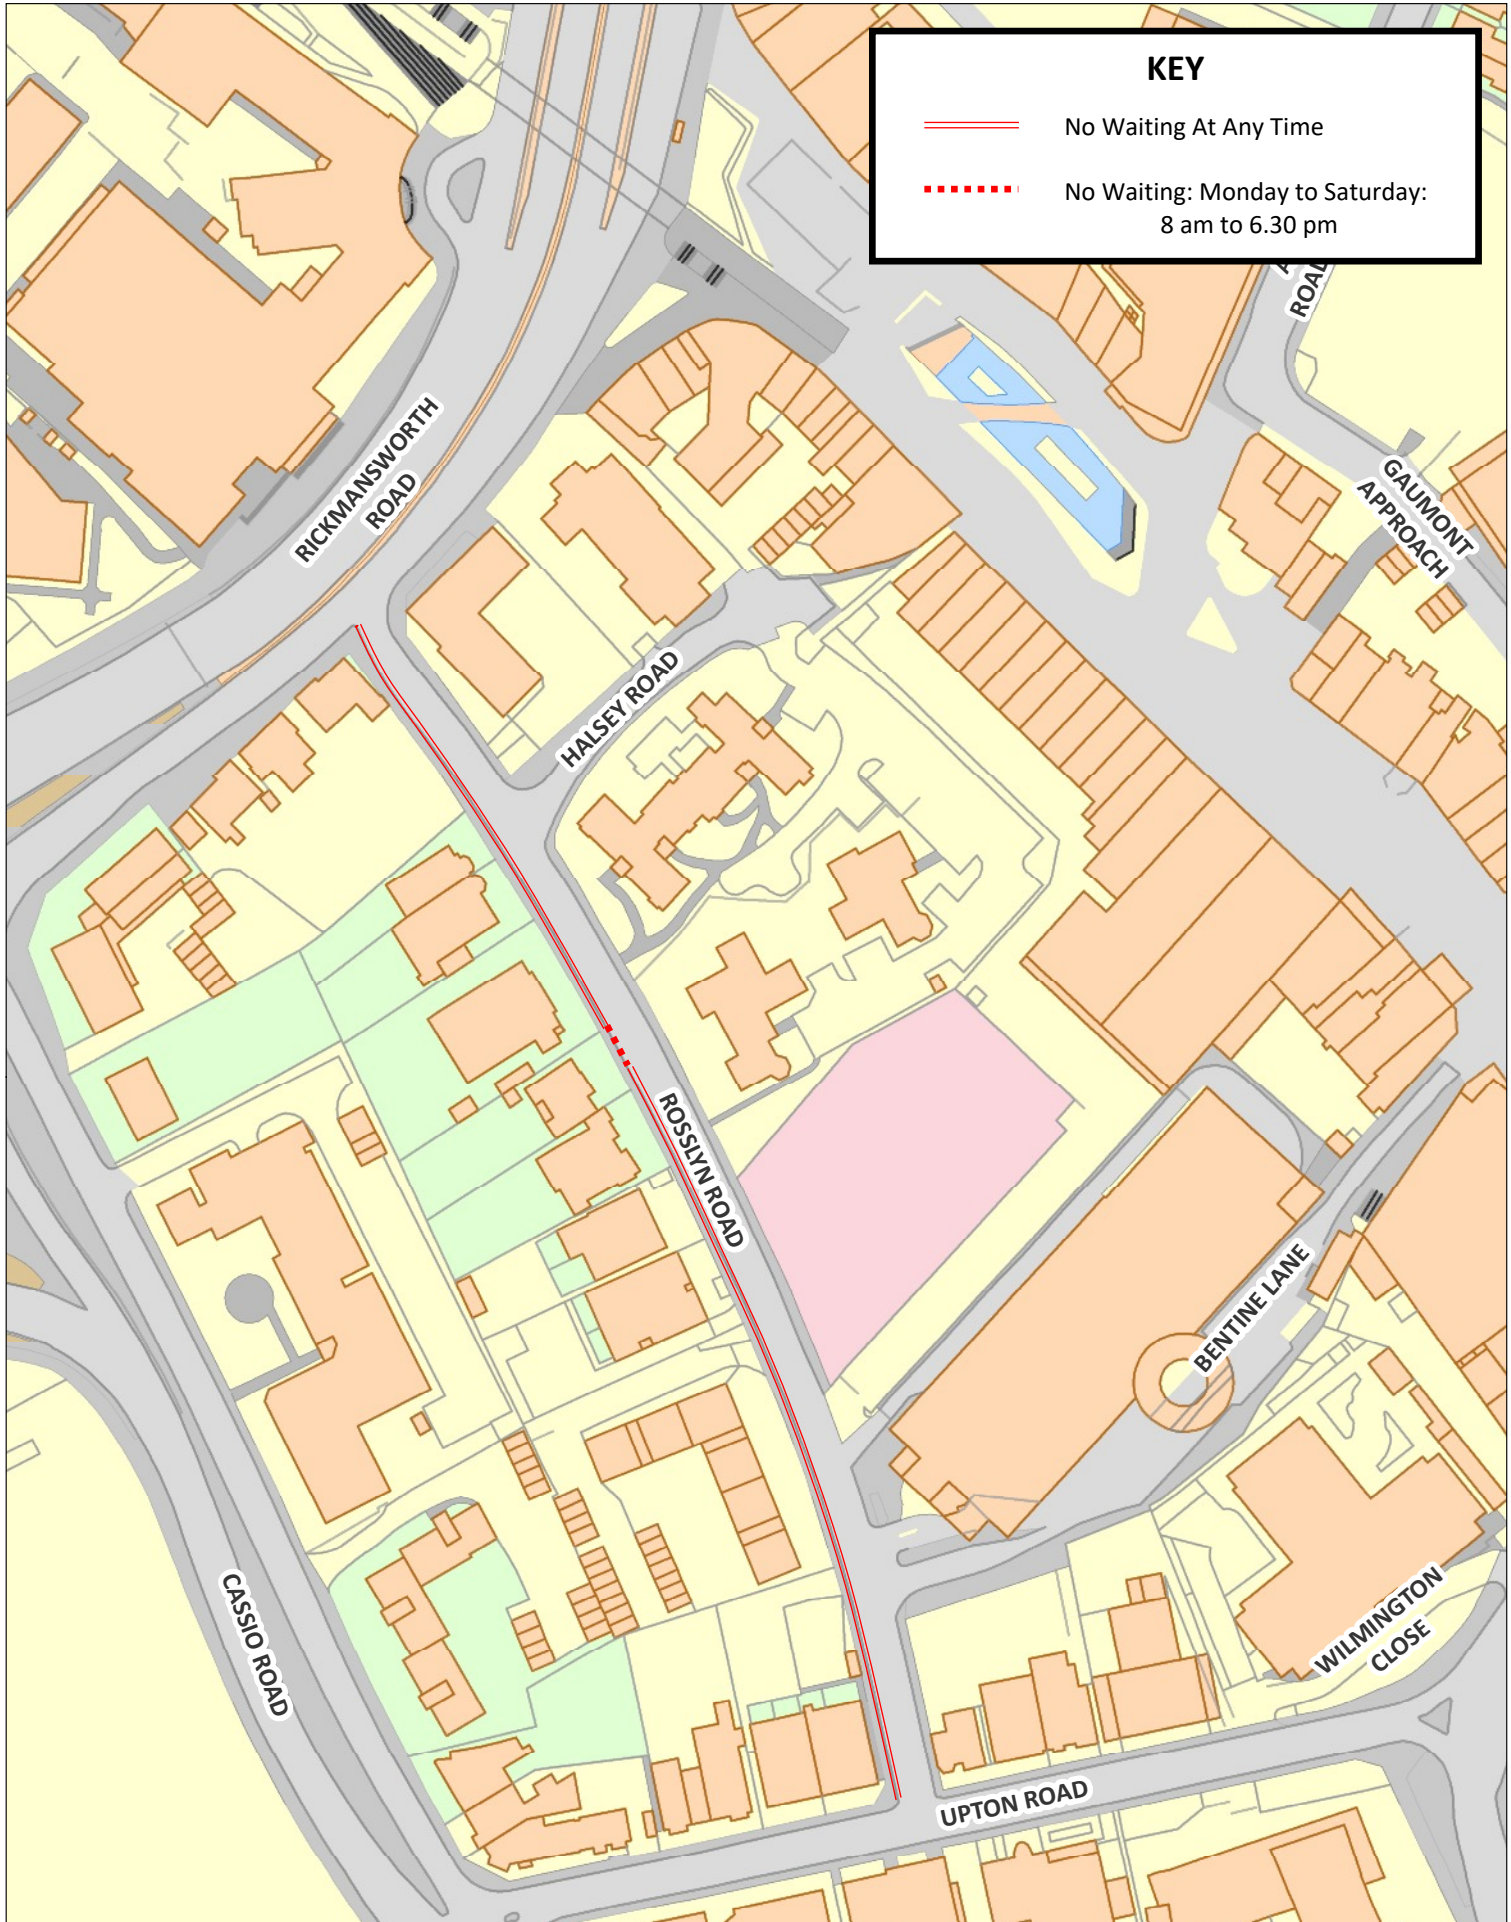 KEY
No Waiting At Any Time
No Waiting: Monday to Saturday:
8 am to 6.30 pm
ROAD
RICKMANSWORTH
ROAD
GAUMONT
APPROACH
HALSEY ROAD
ROSSLYN ROAD
BENTINE LANE
CASSIO ROAD
WILMINGTON
CLOSE
UPTON ROAD